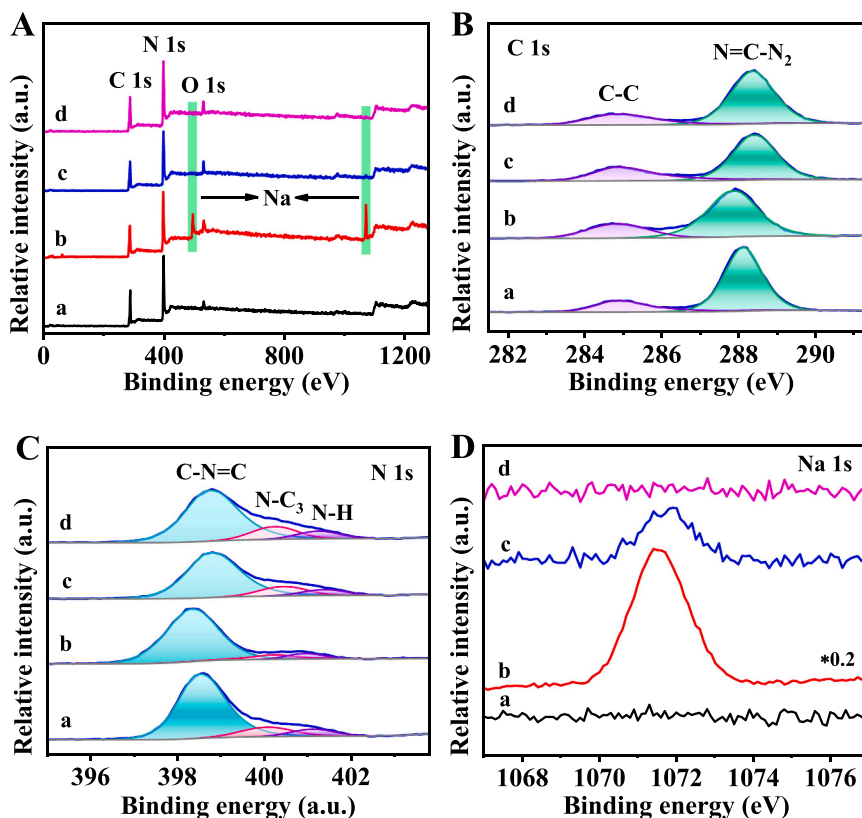 A
N 1s
C 1s
O 1s
d
c
Na
b
a
0 400 800 1200
Binding energy (eV)
Relative intensity (a.u.)
B
C 1s
N=C-N₂
C-C
d
c
b
a
282 284 286 288 290
Binding energy (eV)
Relative intensity (a.u.)
C
C-N=C
N 1s
N-C₃
N-H
d
c
b
a
396 398 400 402
Binding energy (a.u.)
Relative intensity (a.u.)
D
d
Na 1s
c
b
*0.2
a
1068 1070 1072 1074 1076
Binding energy (eV)
Relative intensity (a.u.)